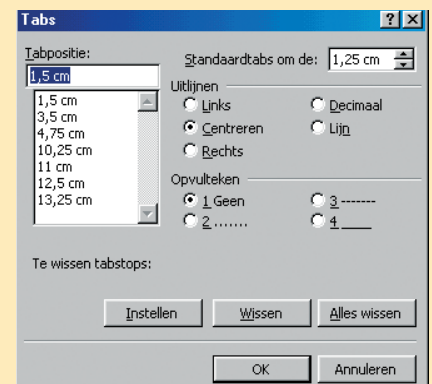 Tabs
Tabpositie:
Standaardtabs om de: 1,25 cm
1,5 cm
Uitlijnen
1,5 cm
3,5 cm
4,75 cm
10,25 cm
11 cm
12,5 cm
13,25 cm
Links
Decimaal
Centreren
Lijn
Rechts
Opvulteken
1 Geen
3 -------
2 .......
4 ____
Te wissen tabstops:
Instellen
Wissen
Alles wissen
OK
Annuleren